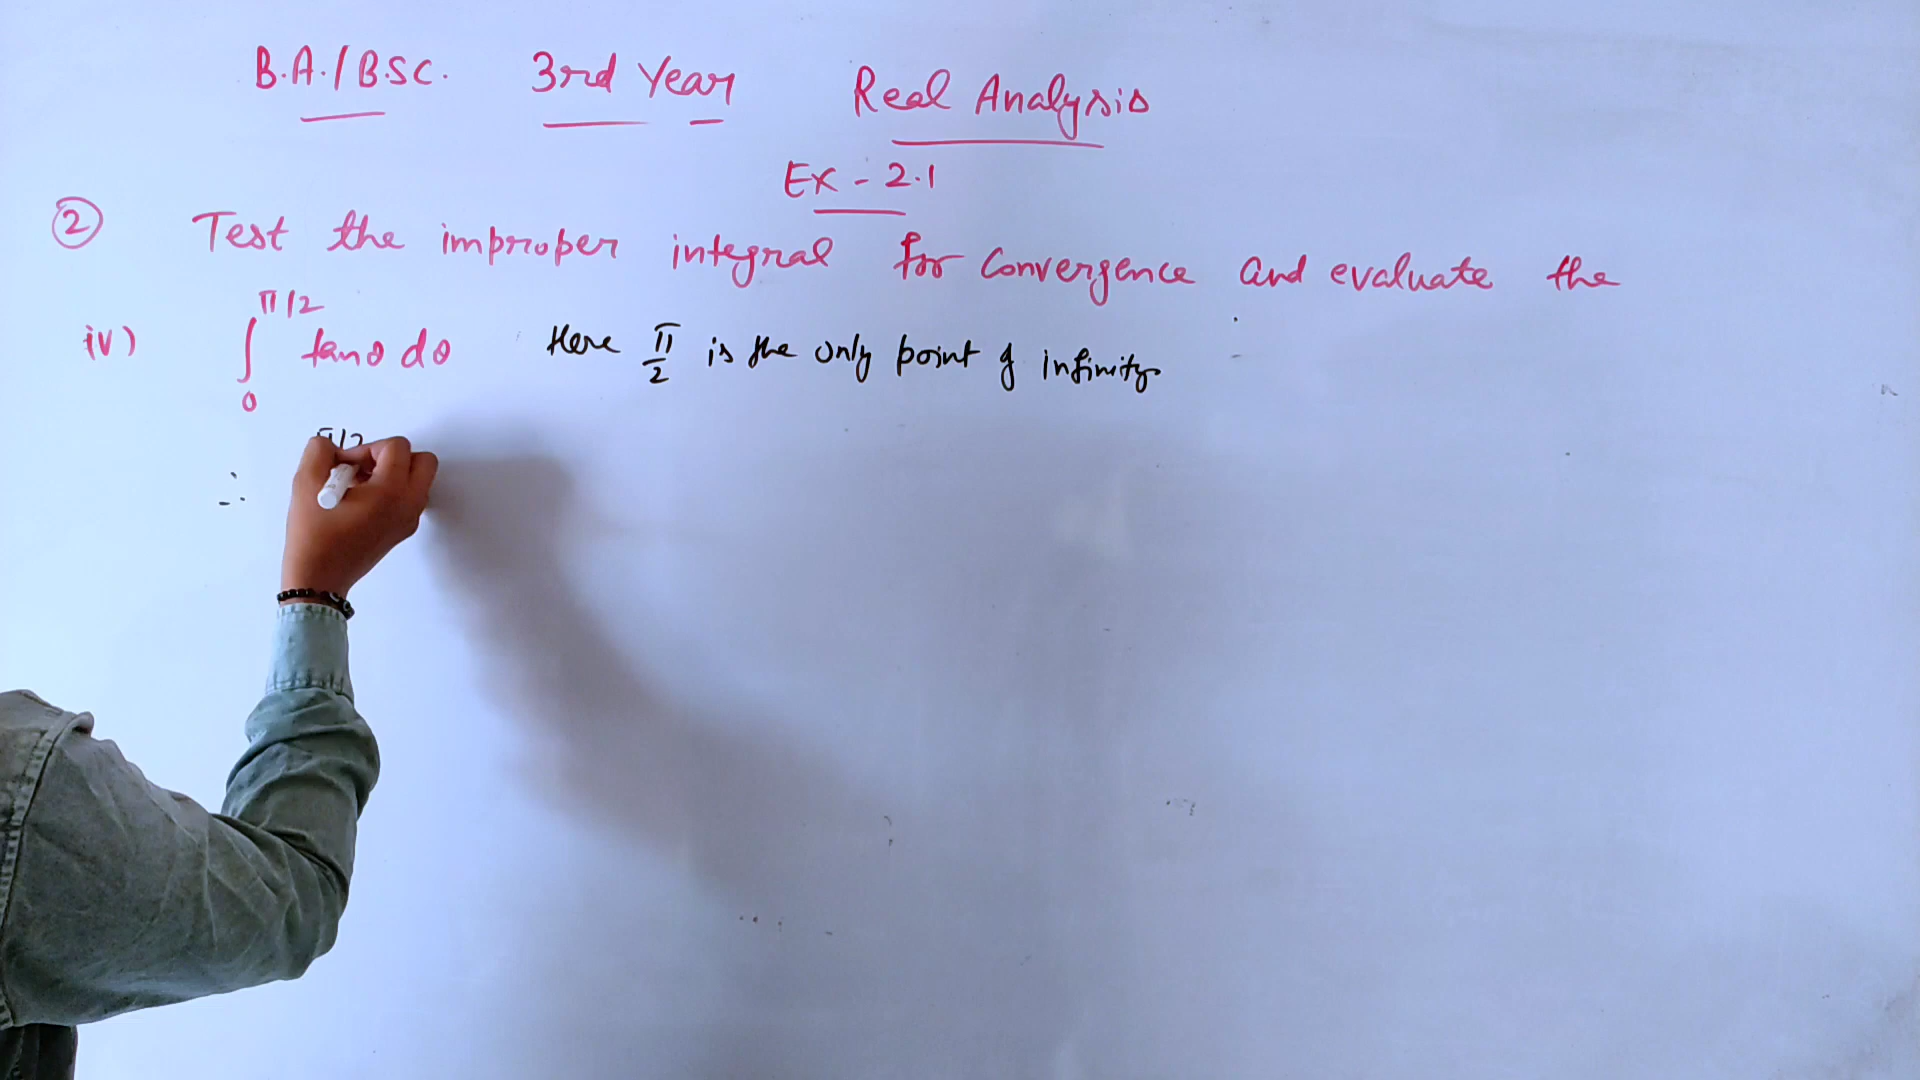 B.A./B.SC. 3rd Year Real Analysis
Ex - 2.1
② Test the improper integral for Convergence and evaluate the
iv) ∫₀^{π/2} tanθ dθ Here π/2 is the only point of infinity
∴ π/2